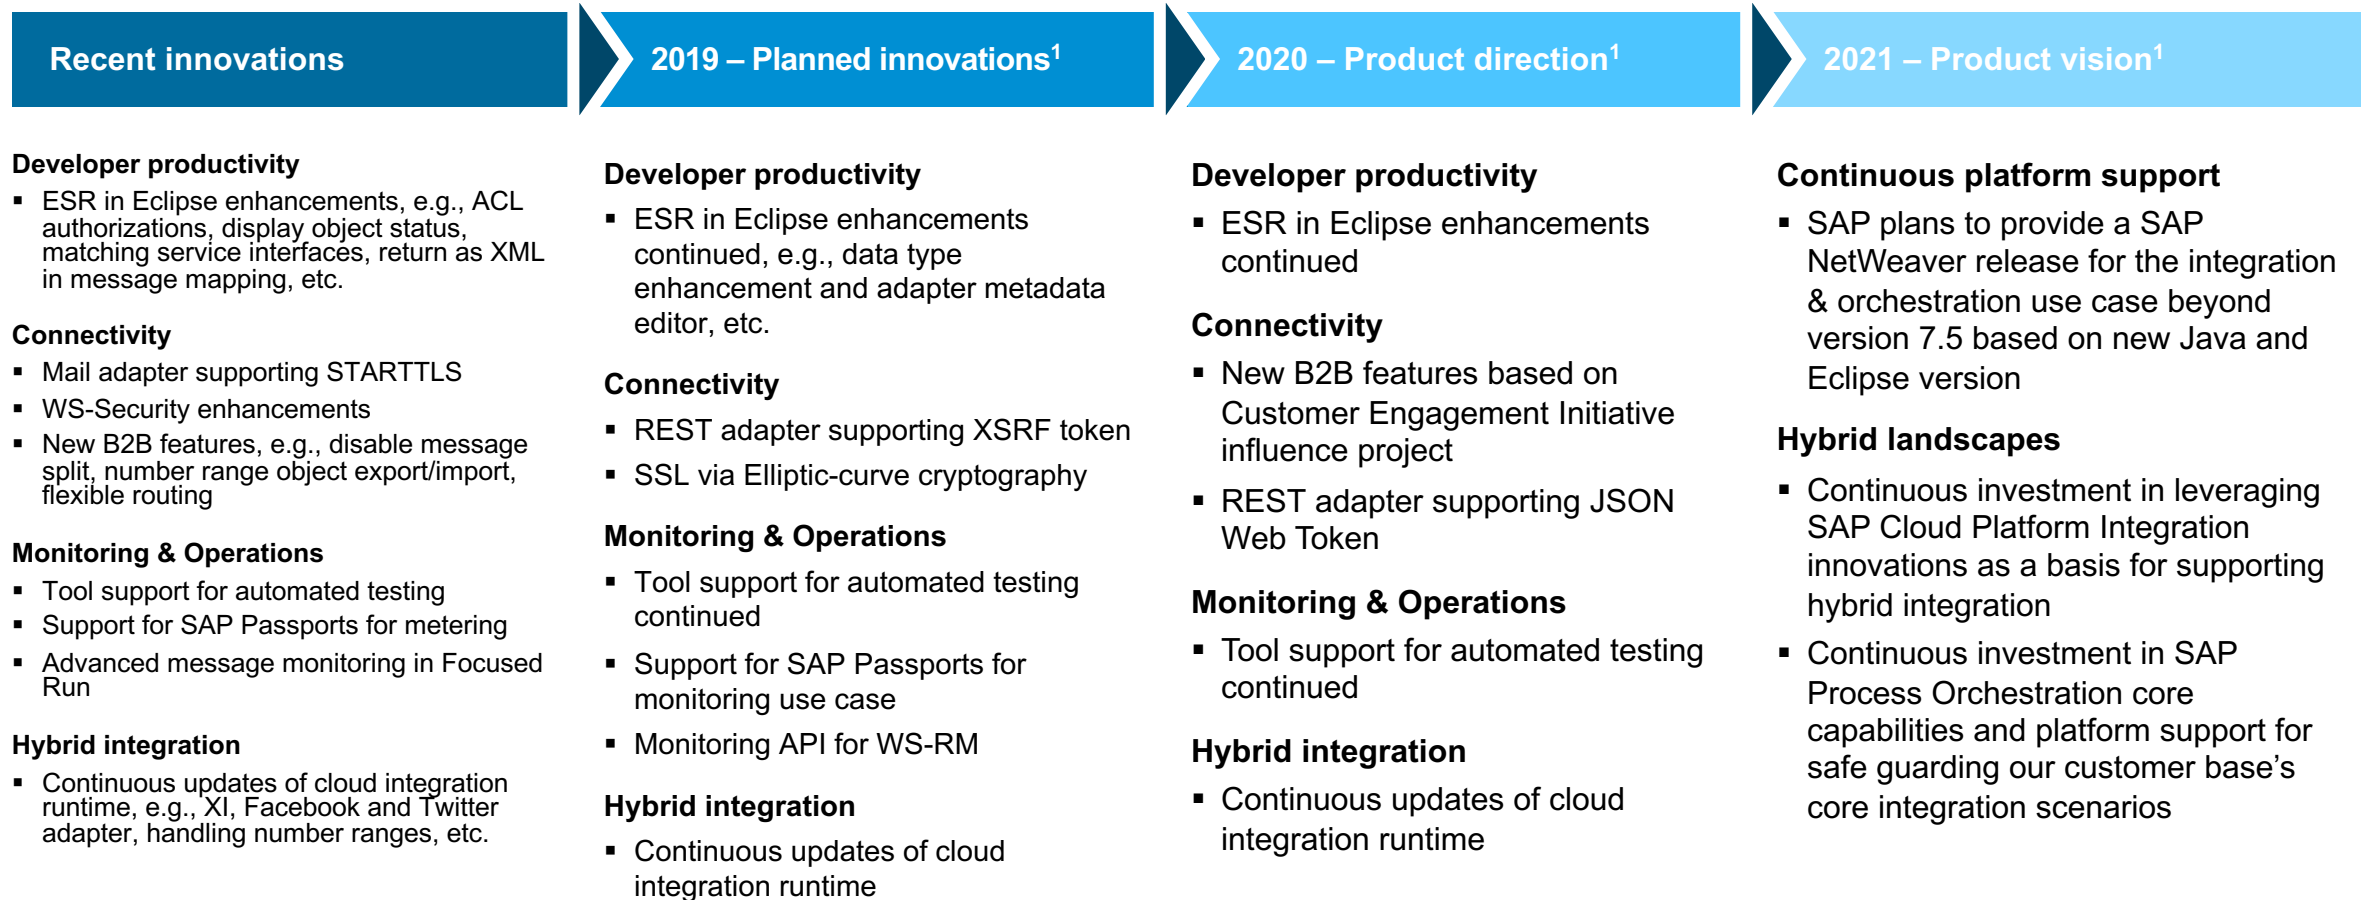 Recent innovations
2019 – Planned innovations¹
2020 – Product direction¹
2021 – Product vision¹
Developer productivity
▪ ESR in Eclipse enhancements, e.g., ACL
authorizations, display object status,
matching service interfaces, return as XML
in message mapping, etc.
Connectivity
▪ Mail adapter supporting STARTTLS
▪ WS-Security enhancements
▪ New B2B features, e.g., disable message
split, number range object export/import,
flexible routing
Monitoring & Operations
▪ Tool support for automated testing
▪ Support for SAP Passports for metering
▪ Advanced message monitoring in Focused
Run
Hybrid integration
▪ Continuous updates of cloud integration
runtime, e.g., XI, Facebook and Twitter
adapter, handling number ranges, etc.
Developer productivity
▪ ESR in Eclipse enhancements
continued, e.g., data type
enhancement and adapter metadata
editor, etc.
Connectivity
▪ REST adapter supporting XSRF token
▪ SSL via Elliptic-curve cryptography
Monitoring & Operations
▪ Tool support for automated testing
continued
▪ Support for SAP Passports for
monitoring use case
▪ Monitoring API for WS-RM
Hybrid integration
▪ Continuous updates of cloud
integration runtime
Developer productivity
▪ ESR in Eclipse enhancements
continued
Connectivity
▪ New B2B features based on
Customer Engagement Initiative
influence project
▪ REST adapter supporting JSON
Web Token
Monitoring & Operations
▪ Tool support for automated testing
continued
Hybrid integration
▪ Continuous updates of cloud
integration runtime
Continuous platform support
▪ SAP plans to provide a SAP
NetWeaver release for the integration
& orchestration use case beyond
version 7.5 based on new Java and
Eclipse version
Hybrid landscapes
▪ Continuous investment in leveraging
SAP Cloud Platform Integration
innovations as a basis for supporting
hybrid integration
▪ Continuous investment in SAP
Process Orchestration core
capabilities and platform support for
safe guarding our customer base’s
core integration scenarios